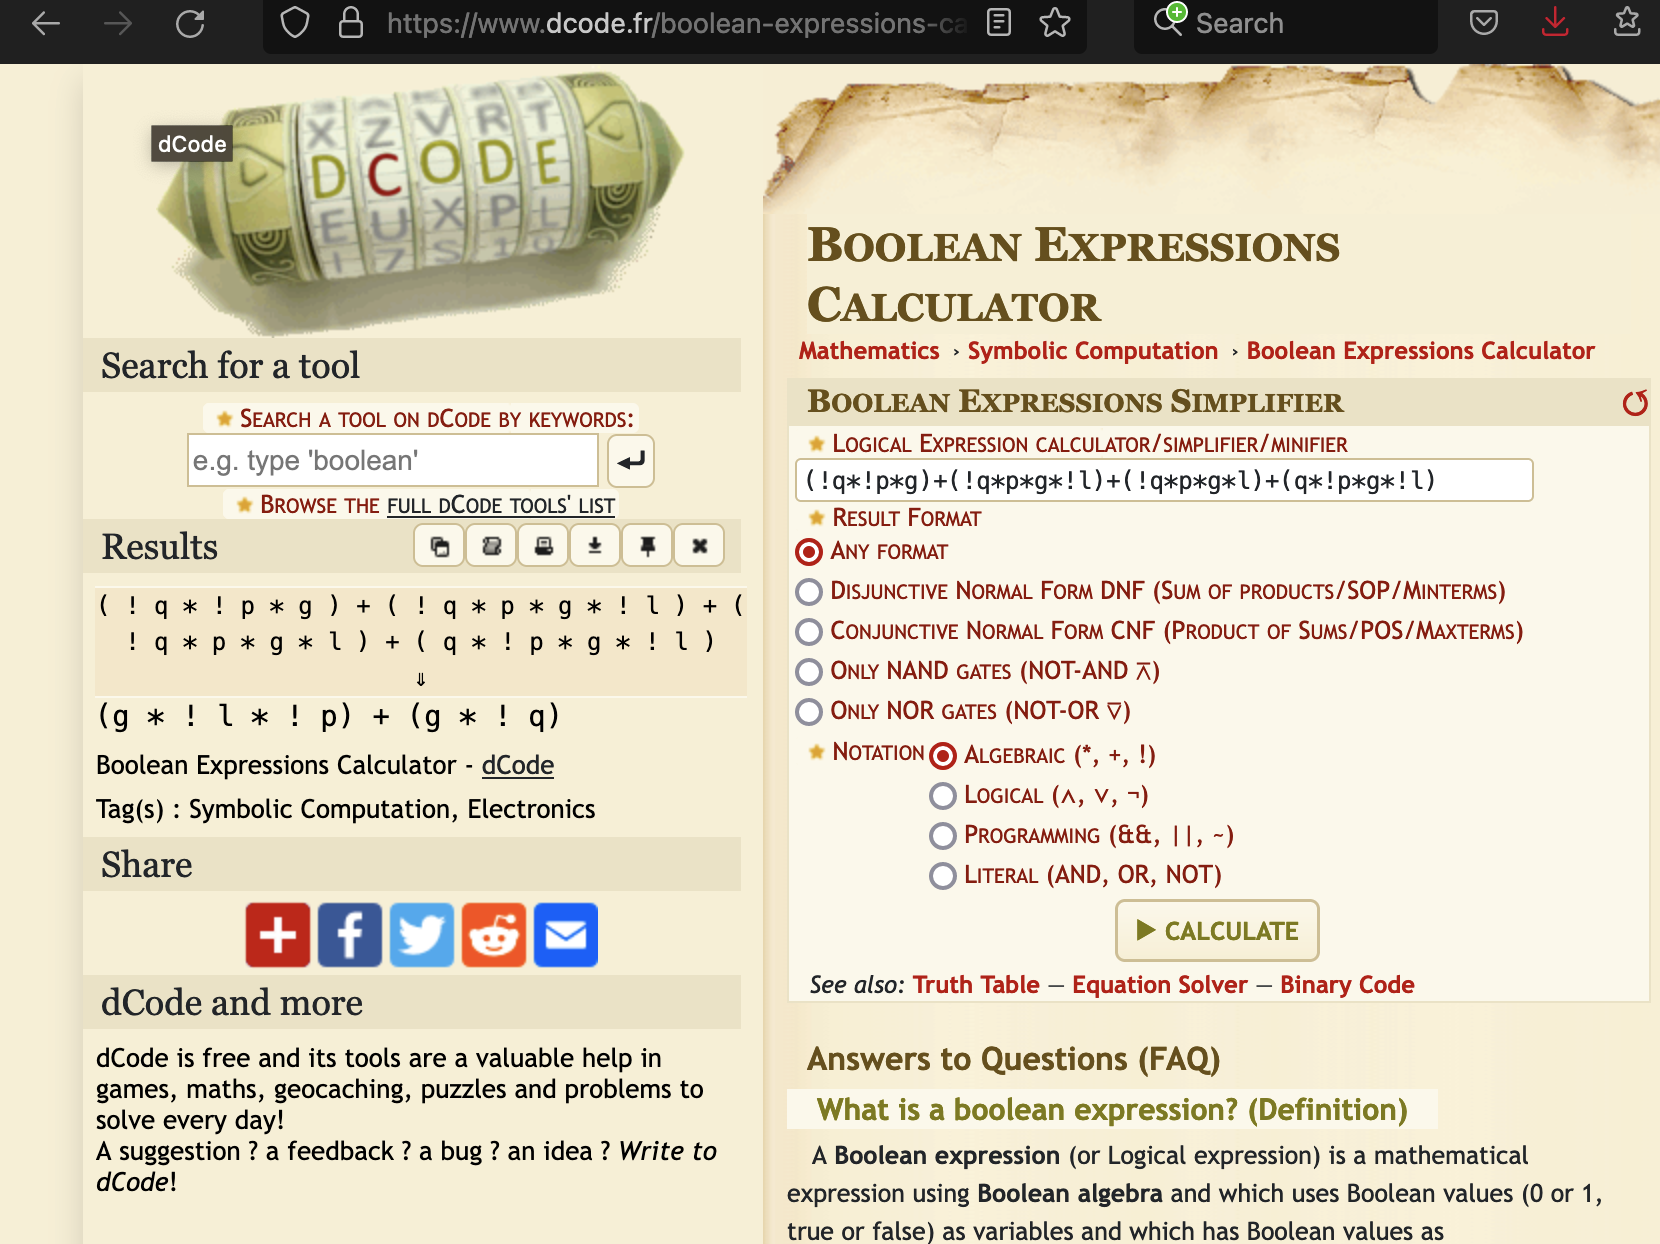 https://www.dcode.fr/boolean-expressions-ca
Search
dCode
X Z V R T
D C O D E
E U X P L
Search for a tool
Search a tool on dCode by keywords:
e.g. type 'boolean'
Browse the full dCode tools' list
Results
( ! q * ! p * g ) + ( ! q * p * g * ! l ) + (
! q * p * g * l ) + ( q * ! p * g * ! l )
⇓
(g * ! l * ! p) + (g * ! q)
Boolean Expressions Calculator - dCode
Tag(s) : Symbolic Computation, Electronics
Share
dCode and more
dCode is free and its tools are a valuable help in
games, maths, geocaching, puzzles and problems to
solve every day!
A suggestion ? a feedback ? a bug ? an idea ? Write to
dCode!
Boolean Expressions
Calculator
Mathematics › Symbolic Computation › Boolean Expressions Calculator
Boolean Expressions Simplifier
Logical Expression calculator/simplifier/minifier
(!q*!p*g)+(!q*p*g*!l)+(!q*p*g*l)+(q*!p*g*!l)
Result Format
Any format
Disjunctive Normal Form DNF (Sum of products/SOP/Minterms)
Conjunctive Normal Form CNF (Product of Sums/POS/Maxterms)
Only NAND gates (NOT-AND ⊼)
Only NOR gates (NOT-OR ⊽)
Notation Algebraic (*, +, !)
Logical (∧, ∨, ¬)
Programming (&&, ||, ~)
Literal (AND, OR, NOT)
▶ CALCULATE
See also: Truth Table — Equation Solver — Binary Code
Answers to Questions (FAQ)
What is a boolean expression? (Definition)
A Boolean expression (or Logical expression) is a mathematical
expression using Boolean algebra and which uses Boolean values (0 or 1,
true or false) as variables and which has Boolean values as